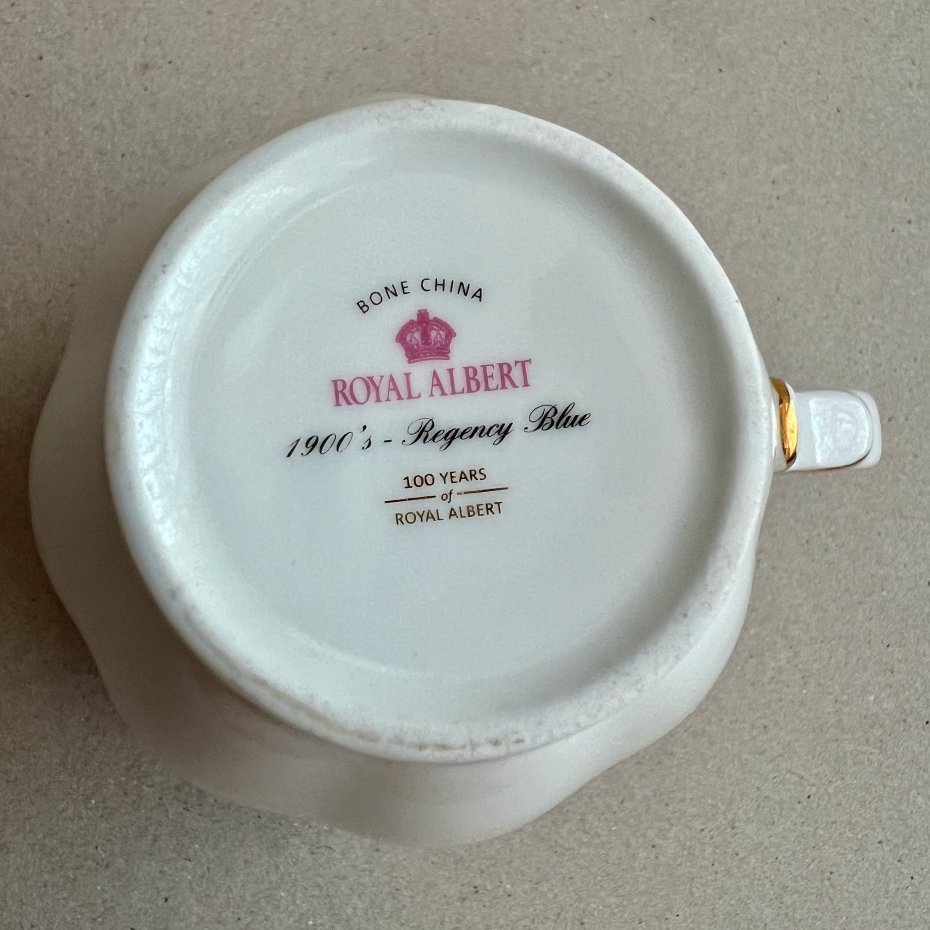 BONE CHINA
ROYAL ALBERT
1900's - Regency Blue
100 YEARS
of
ROYAL ALBERT